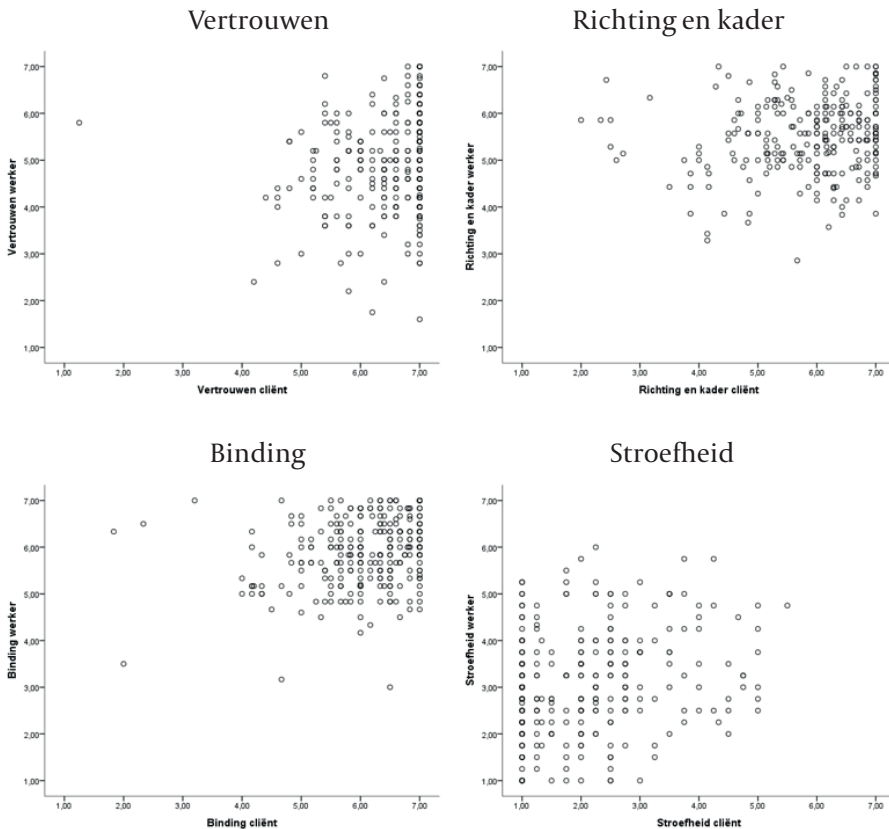 Vertrouwen
Vertrouwen werker
7,00
6,00
5,00
4,00
3,00
2,00
1,00
1,00 2,00 3,00 4,00 5,00 6,00 7,00
Vertrouwen cliënt
Richting en kader
Richting en kader werker
7,00
6,00
5,00
4,00
3,00
2,00
1,00
1,00 2,00 3,00 4,00 5,00 6,00 7,00
Richting en kader cliënt
Binding
Binding werker
7,00
6,00
5,00
4,00
3,00
2,00
1,00
1,00 2,00 3,00 4,00 5,00 6,00 7,00
Binding cliënt
Stroefheid
Stroefheid werker
7,00
6,00
5,00
4,00
3,00
2,00
1,00
1,00 2,00 3,00 4,00 5,00 6,00 7,00
Stroefheid cliënt